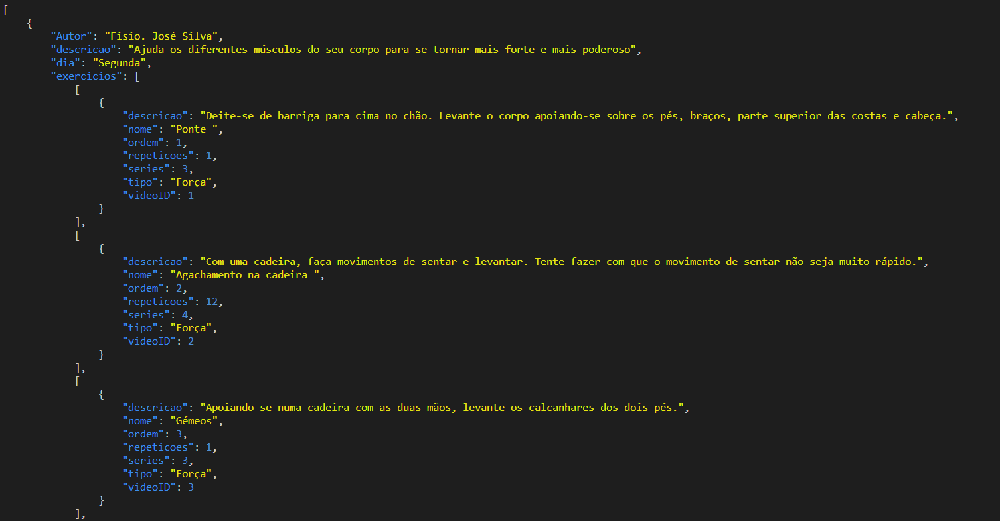 [
    {
        "Autor": "Fisio. José Silva",
        "descricao": "Ajuda os diferentes músculos do seu corpo para se tornar mais forte e mais poderoso",
        "dia": "Segunda",
        "exercicios": [
            [
                {
                    "descricao": "Deite-se de barriga para cima no chão. Levante o corpo apoiando-se sobre os pés, braços, parte superior das costas e cabeça.",
                    "nome": "Ponte ",
                    "ordem": 1,
                    "repeticoes": 1,
                    "series": 3,
                    "tipo": "Força",
                    "videoID": 1
                }
            ],
            [
                {
                    "descricao": "Com uma cadeira, faça movimentos de sentar e levantar. Tente fazer com que o movimento de sentar não seja muito rápido.",
                    "nome": "Agachamento na cadeira ",
                    "ordem": 2,
                    "repeticoes": 12,
                    "series": 4,
                    "tipo": "Força",
                    "videoID": 2
                }
            ],
            [
                {
                    "descricao": "Apoiando-se numa cadeira com as duas mãos, levante os calcanhares dos dois pés.",
                    "nome": "Gémeos",
                    "ordem": 3,
                    "repeticoes": 1,
                    "series": 3,
                    "tipo": "Força",
                    "videoID": 3
                }
            ],